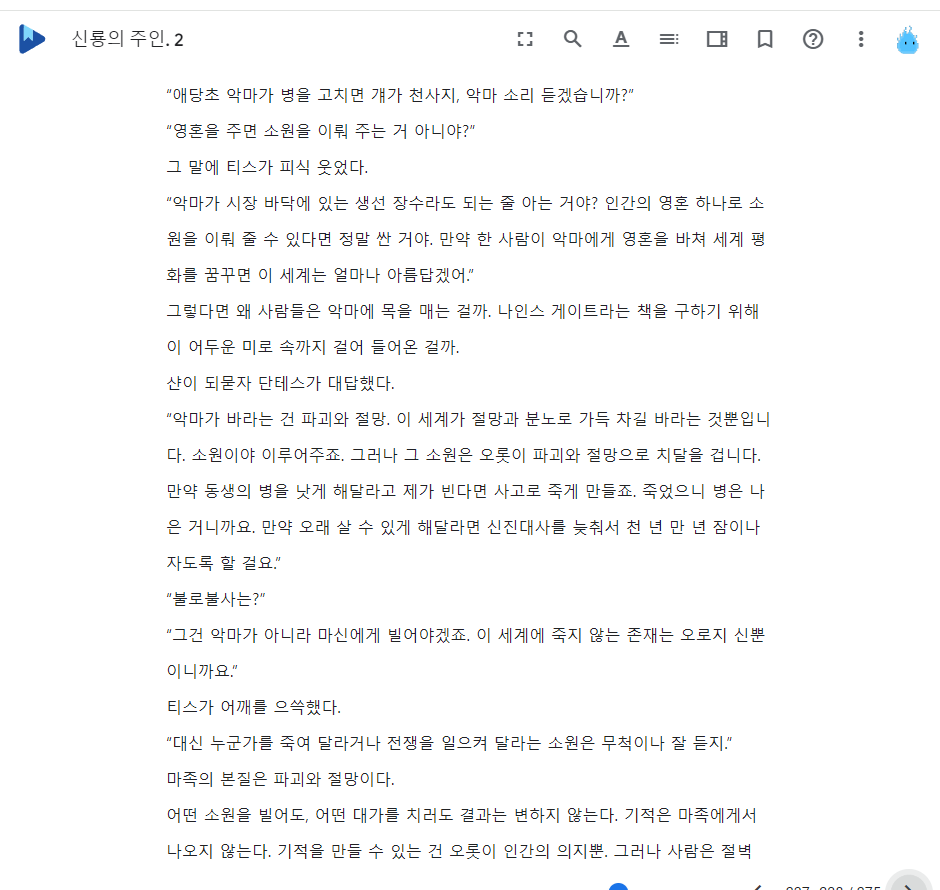 신룡의 주인. 2
“애당초 악마가 병을 고치면 걔가 천사지, 악마 소리 듣겠습니까?”
“영혼을 주면 소원을 이뤄 주는 거 아니야?”
그 말에 티스가 피식 웃었다.
“악마가 시장 바닥에 있는 생선 장수라도 되는 줄 아는 거야? 인간의 영혼 하나로 소
원을 이뤄 줄 수 있다면 정말 싼 거야. 만약 한 사람이 악마에게 영혼을 바쳐 세계 평
화를 꿈꾸면 이 세계는 얼마나 아름답겠어.”
그렇다면 왜 사람들은 악마에 목을 매는 걸까. 나인스 게이트라는 책을 구하기 위해
이 어두운 미로 속까지 걸어 들어온 걸까.
샨이 되묻자 단테스가 대답했다.
“악마가 바라는 건 파괴와 절망. 이 세계가 절망과 분노로 가득 차길 바라는 것뿐입니
다. 소원이야 이루어주죠. 그러나 그 소원은 오롯이 파괴와 절망으로 치달을 겁니다.
만약 동생의 병을 낫게 해달라고 제가 빈다면 사고로 죽게 만들죠. 죽었으니 병은 나
은 거니까요. 만약 오래 살 수 있게 해달라면 신진대사를 늦춰서 천 년 만 년 잠이나
자도록 할 걸요.”
“불로불사는?”
“그건 악마가 아니라 마신에게 빌어야겠죠. 이 세계에 죽지 않는 존재는 오로지 신뿐
이니까요.”
티스가 어깨를 으쓱했다.
“대신 누군가를 죽여 달라거나 전쟁을 일으켜 달라는 소원은 무척이나 잘 듣지.”
마족의 본질은 파괴와 절망이다.
어떤 소원을 빌어도, 어떤 대가를 치러도 결과는 변하지 않는다. 기적은 마족에게서
나오지 않는다. 기적을 만들 수 있는 건 오롯이 인간의 의지뿐. 그러나 사람은 절벽